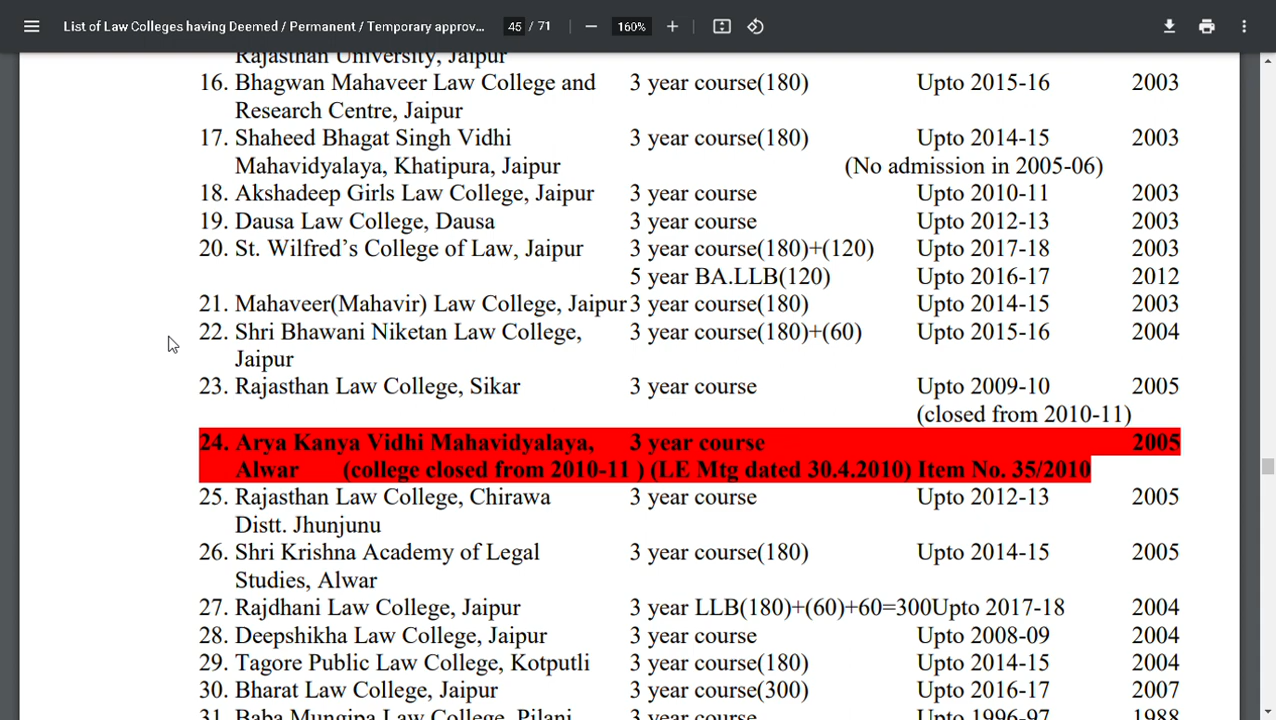 List of Law Colleges having Deemed / Permanent / Temporary approv... 45 / 71 160%
Rajasthan University, Jaipur
16. Bhagwan Mahaveer Law College and 3 year course(180) Upto 2015-16 2003
Research Centre, Jaipur
17. Shaheed Bhagat Singh Vidhi 3 year course(180) Upto 2014-15 2003
Mahavidyalaya, Khatipura, Jaipur (No admission in 2005-06)
18. Akshadeep Girls Law College, Jaipur 3 year course Upto 2010-11 2003
19. Dausa Law College, Dausa 3 year course Upto 2012-13 2003
20. St. Wilfred’s College of Law, Jaipur 3 year course(180)+(120) Upto 2017-18 2003
5 year BA.LLB(120) Upto 2016-17 2012
21. Mahaveer(Mahavir) Law College, Jaipur 3 year course(180) Upto 2014-15 2003
22. Shri Bhawani Niketan Law College, 3 year course(180)+(60) Upto 2015-16 2004
Jaipur
23. Rajasthan Law College, Sikar 3 year course Upto 2009-10 2005
(closed from 2010-11)
24. Arya Kanya Vidhi Mahavidyalaya, 3 year course 2005
Alwar (college closed from 2010-11 ) (LE Mtg dated 30.4.2010) Item No. 35/2010
25. Rajasthan Law College, Chirawa 3 year course Upto 2012-13 2005
Distt. Jhunjunu
26. Shri Krishna Academy of Legal 3 year course(180) Upto 2014-15 2005
Studies, Alwar
27. Rajdhani Law College, Jaipur 3 year LLB(180)+(60)+60=300Upto 2017-18 2004
28. Deepshikha Law College, Jaipur 3 year course Upto 2008-09 2004
29. Tagore Public Law College, Kotputli 3 year course(180) Upto 2014-15 2004
30. Bharat Law College, Jaipur 3 year course(300) Upto 2016-17 2007
31. Baba Mungipa Law College, Pilani 3 year course Upto 1996-97 1988